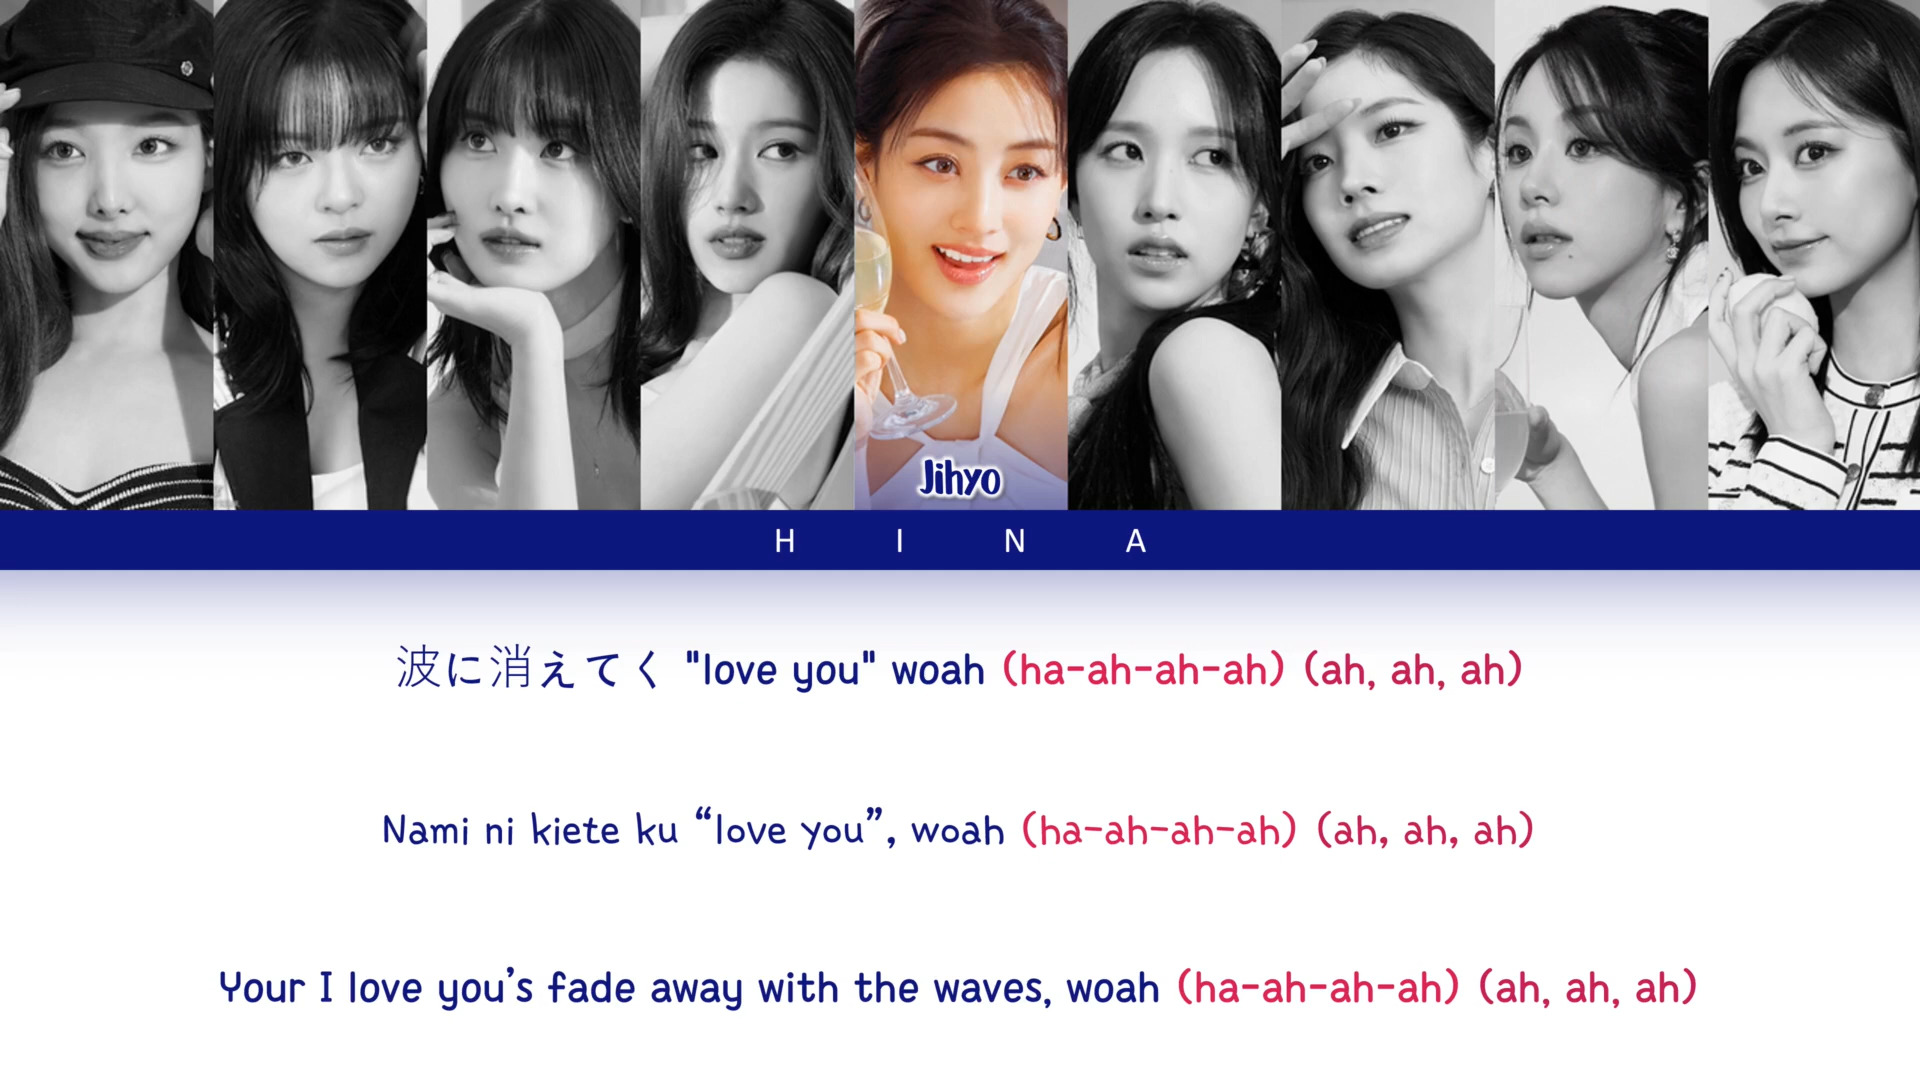 Jihyo
H I N A
波に消えてく "love you" woah (ha-ah-ah-ah) (ah, ah, ah)
Nami ni kiete ku “love you”, woah (ha-ah-ah-ah) (ah, ah, ah)
Your I love you’s fade away with the waves, woah (ha-ah-ah-ah) (ah, ah, ah)